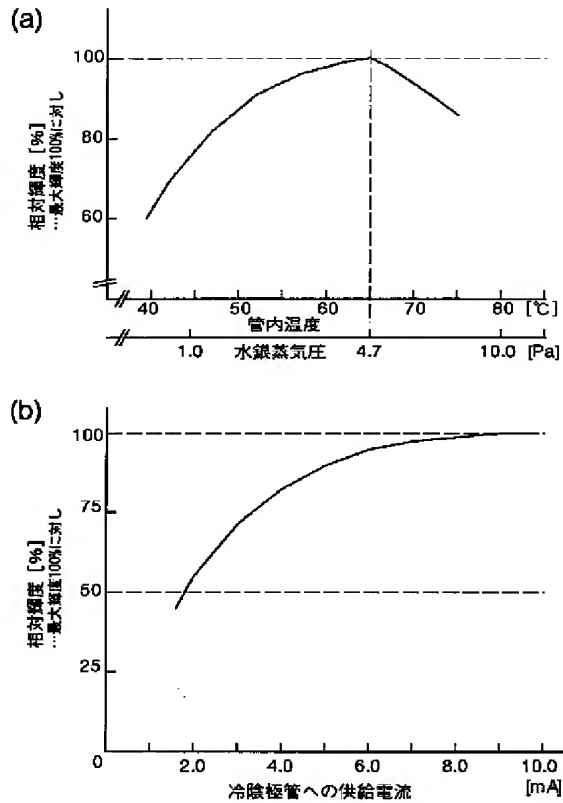 (a)
相対輝度 [%]
…最大輝度100%に対し
100
80
60
40 50 60 70 80 [℃]
管内温度
1.0 水銀蒸気圧 4.7 10.0 [Pa]
(b)
相対輝度 [%]
…最大輝度100%に対し
100
75
50
25
0 2.0 4.0 6.0 8.0 10.0
冷陰極管への供給電流 [mA]